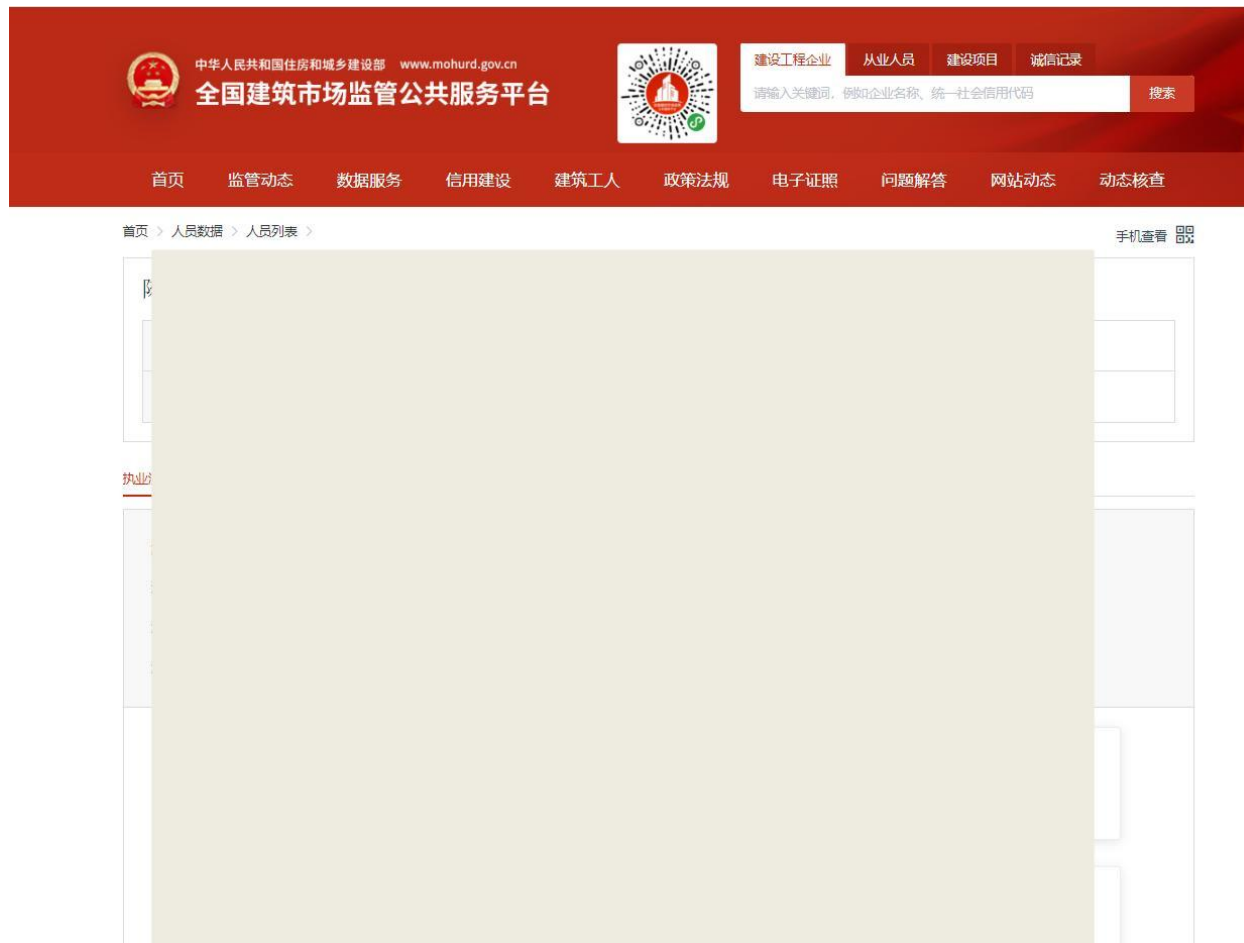 中华人民共和国住房和城乡建设部 www.mohurd.gov.cn
全国建筑市场监管公共服务平台
建设工程企业 从业人员 建设项目 诚信记录
请输入关键词，例如企业名称、统一社会信用代码 搜索
首页 监管动态 数据服务 信用建设 建筑工人 政策法规 电子证照 问题解答 网站动态 动态核查
首页 > 人员数据 > 人员列表 >
手机查看
执业